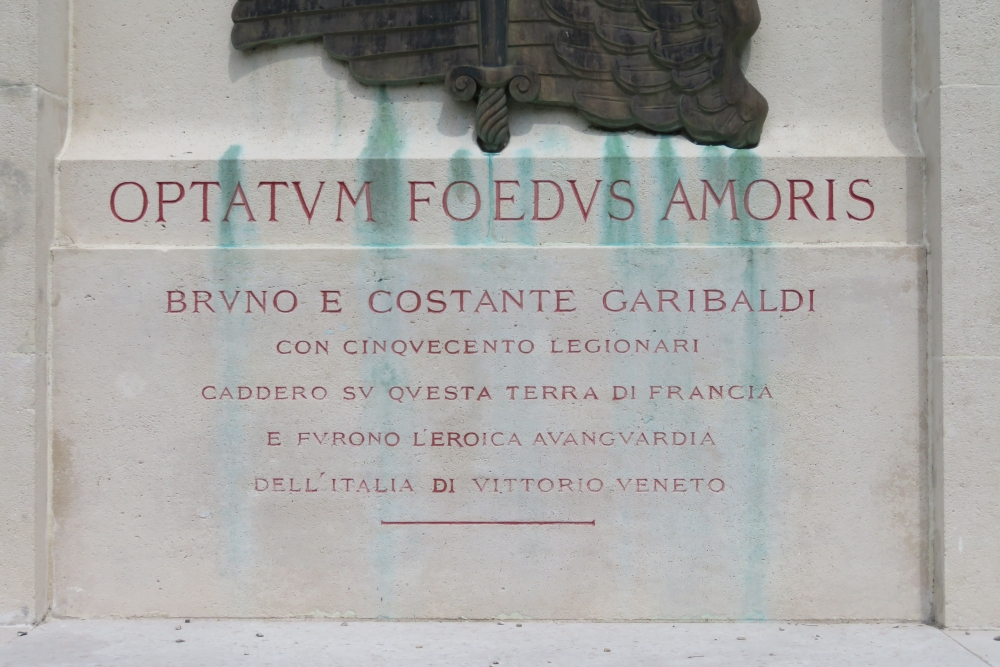 OPTATVM FOEDVS AMORIS
BRVNO E COSTANTE GARIBALDI
CON CINQVECENTO LEGIONARI
CADDERO SV QVESTA TERRA DI FRANCIA
E FVRONO L'EROICA AVANGVARDIA
DELL'ITALIA DI VITTORIO VENETO